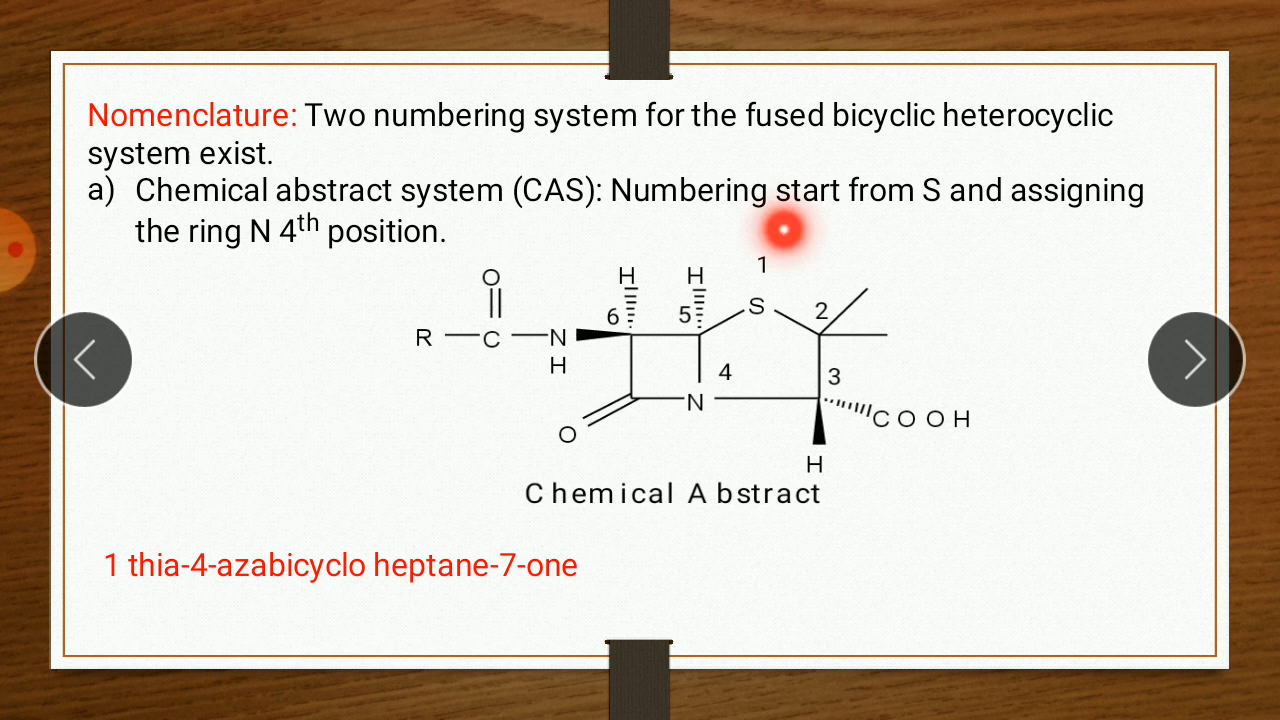 Nomenclature: Two numbering system for the fused bicyclic heterocyclic
system exist.
a) Chemical abstract system (CAS): Numbering start from S and assigning
the ring N 4th position.
1
O H H
6 5 S 2
R C N
H 4 3
N
O COOH
H
Chemical Abstract
1 thia-4-azabicyclo heptane-7-one